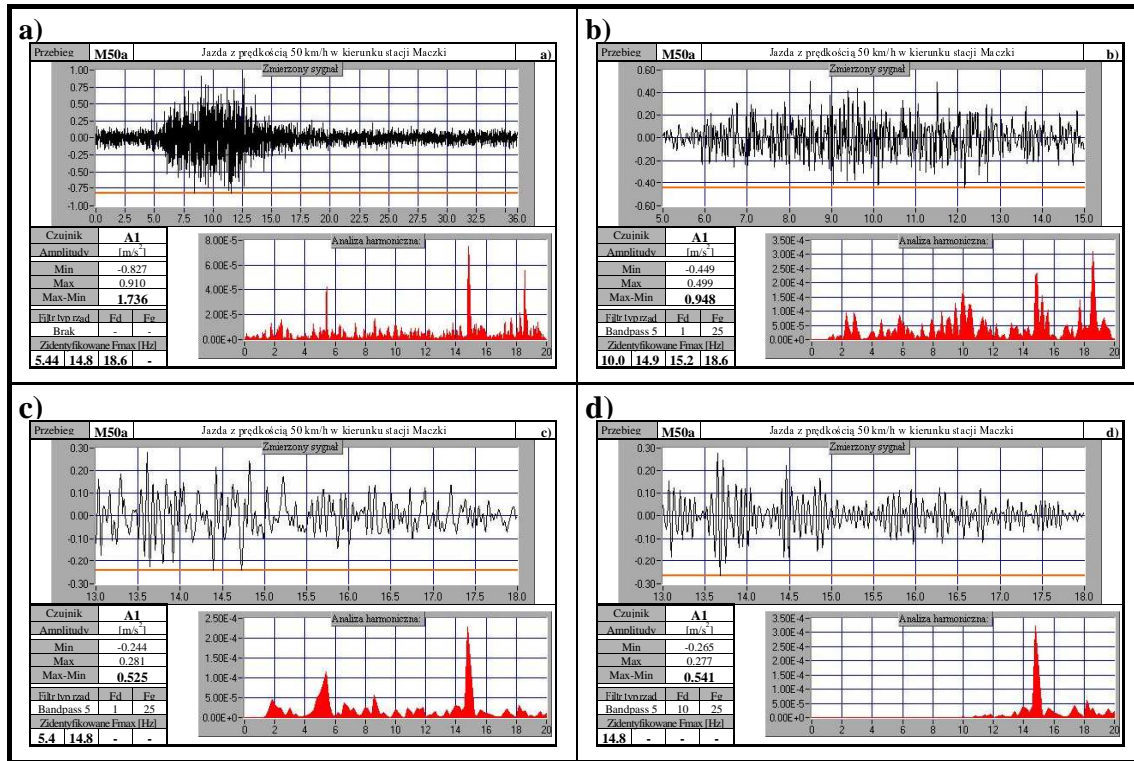 a)
Przebieg M50a Jazda z prędkością 50 km/h w kierunku stacji Maczki a)
Zmierzony sygnał
1.00
0.75
0.50
0.25
0.00
-0.25
-0.50
-0.75
-1.00
0.0 2.5 5.0 7.5 10.0 12.5 15.0 17.5 20.0 22.5 25.0 27.5 30.0 32.5 36.0
Czujnik A1
Amplitudy [m/s²]
Min -0.827
Max 0.910
Max-Min 1.736
Filtr typ rząd Fd Fg
Brak - -
Zidentyfikowane Fmax [Hz]
5.44 14.8 18.6 -
Analiza harmoniczna:
8.00E-5
6.00E-5
4.00E-5
2.00E-5
0.00E+0
0 2 4 6 8 10 12 14 16 18 20
b)
Przebieg M50a Jazda z prędkością 50 km/h w kierunku stacji Maczki b)
Zmierzony sygnał
0.60
0.40
0.20
0.00
-0.20
-0.40
-0.60
5.0 6.0 7.0 8.0 9.0 10.0 11.0 12.0 13.0 14.0 15.0
Czujnik A1
Amplitudy [m/s²]
Min -0.449
Max 0.499
Max-Min 0.948
Filtr typ rząd Fd Fg
Bandpass 5 1 25
Zidentyfikowane Fmax [Hz]
10.0 14.9 15.2 18.6
Analiza harmoniczna:
3.50E-4
3.00E-4
2.50E-4
2.00E-4
1.50E-4
1.00E-4
5.00E-5
0.00E+0
0 2 4 6 8 10 12 14 16 18 20
c)
Przebieg M50a Jazda z prędkością 50 km/h w kierunku stacji Maczki c)
Zmierzony sygnał
0.30
0.20
0.10
0.00
-0.10
-0.20
-0.30
13.0 13.5 14.0 14.5 15.0 15.5 16.0 16.5 17.0 17.5 18.0
Czujnik A1
Amplitudy [m/s²]
Min -0.244
Max 0.281
Max-Min 0.525
Filtr typ rząd Fd Fg
Bandpass 5 1 25
Zidentyfikowane Fmax [Hz]
5.4 14.8 - -
Analiza harmoniczna:
2.50E-4
2.00E-4
1.50E-4
1.00E-4
5.00E-5
0.00E+0
0 2 4 6 8 10 12 14 16 18 20
d)
Przebieg M50a Jazda z prędkością 50 km/h w kierunku stacji Maczki d)
Zmierzony sygnał
0.30
0.20
0.10
0.00
-0.10
-0.20
-0.30
13.0 13.5 14.0 14.5 15.0 15.5 16.0 16.5 17.0 17.5 18.0
Czujnik A1
Amplitudy [m/s²]
Min -0.265
Max 0.277
Max-Min 0.541
Filtr typ rząd Fd Fg
Bandpass 5 10 25
Zidentyfikowane Fmax [Hz]
14.8 - - -
Analiza harmoniczna:
3.50E-4
3.00E-4
2.50E-4
2.00E-4
1.50E-4
1.00E-4
5.00E-5
0.00E+0
0 2 4 6 8 10 12 14 16 18 20